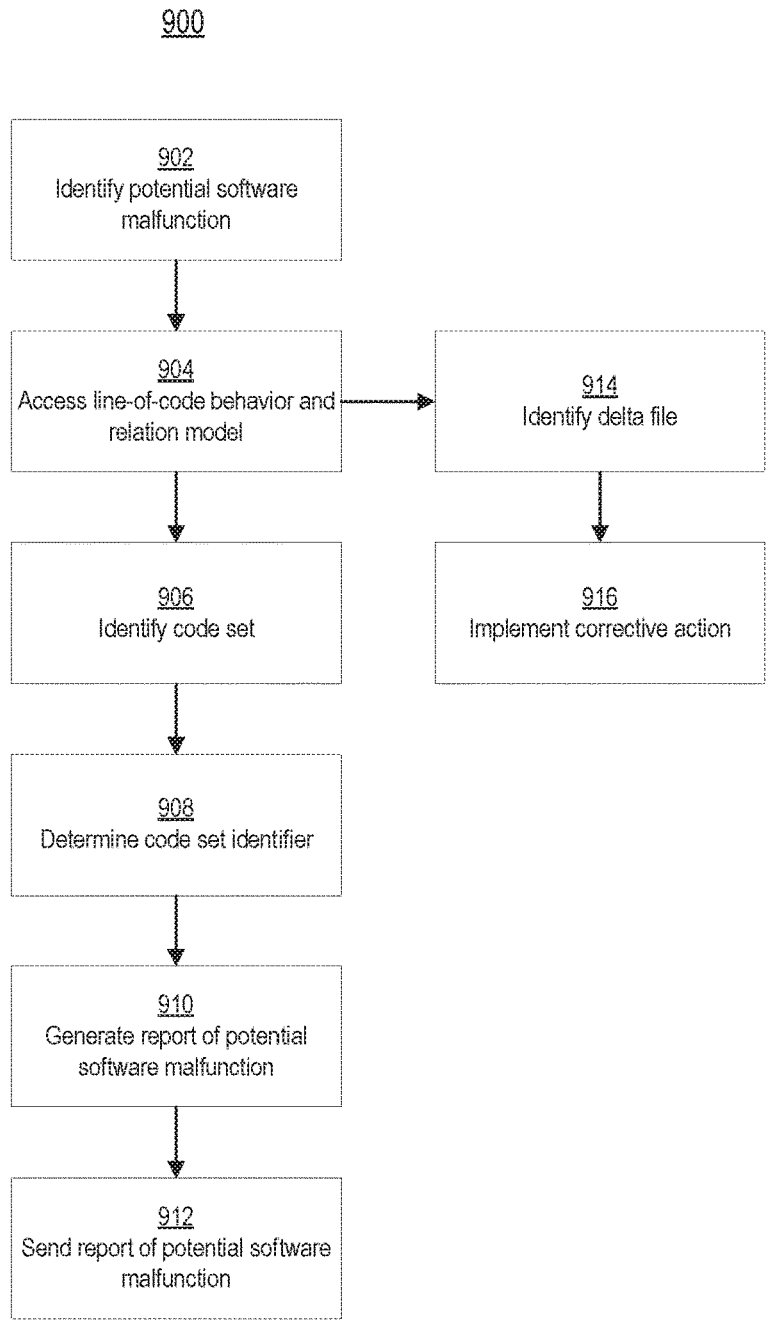 900
902
Identify potential software
malfunction
904
Access line-of-code behavior and
relation model
914
Identify delta file
906
Identify code set
916
Implement corrective action
908
Determine code set identifier
910
Generate report of potential
software malfunction
912
Send report of potential software
malfunction